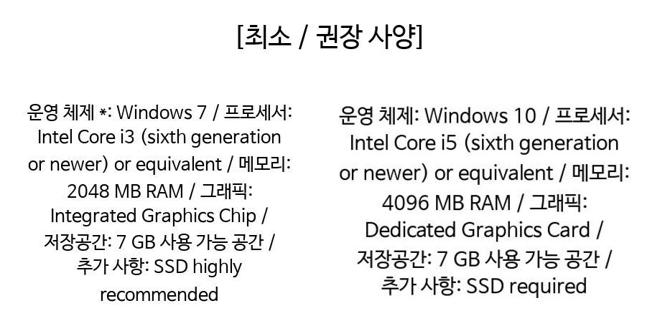 [최소 / 권장 사양]
운영 체제 *: Windows 7 / 프로세서:
Intel Core i3 (sixth generation
or newer) or equivalent / 메모리:
2048 MB RAM / 그래픽:
Integrated Graphics Chip /
저장공간: 7 GB 사용 가능 공간 /
추가 사항: SSD highly
recommended
운영 체제: Windows 10 / 프로세서:
Intel Core i5 (sixth generation
or newer) or equivalent / 메모리:
4096 MB RAM / 그래픽:
Dedicated Graphics Card /
저장공간: 7 GB 사용 가능 공간 /
추가 사항: SSD required